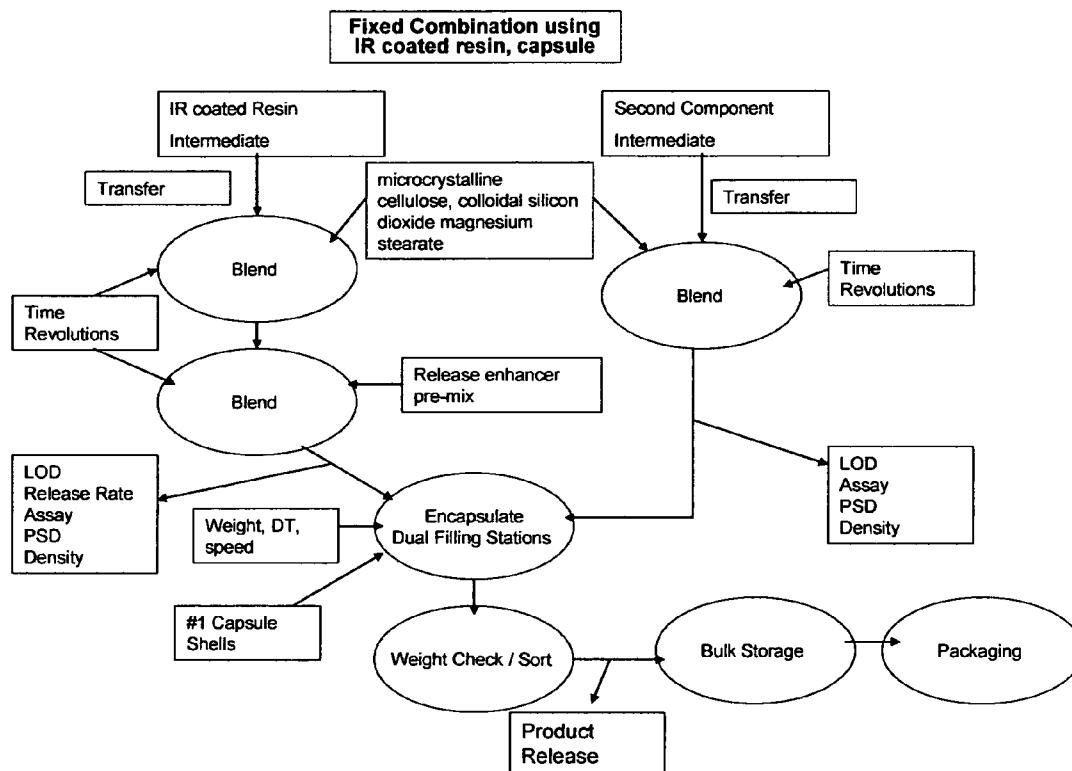 Fixed Combination using
IR coated resin, capsule
IR coated Resin
Intermediate
Second Component
Intermediate
Transfer
microcrystalline
cellulose, colloidal silicon
dioxide magnesium
stearate
Transfer
Blend
Blend
Time
Revolutions
Time
Revolutions
Blend
Release enhancer
pre-mix
LOD
Release Rate
Assay
PSD
Density
Weight, DT,
speed
Encapsulate
Dual Filling Stations
LOD
Assay
PSD
Density
#1 Capsule
Shells
Weight Check / Sort
Bulk Storage
Packaging
Product
Release